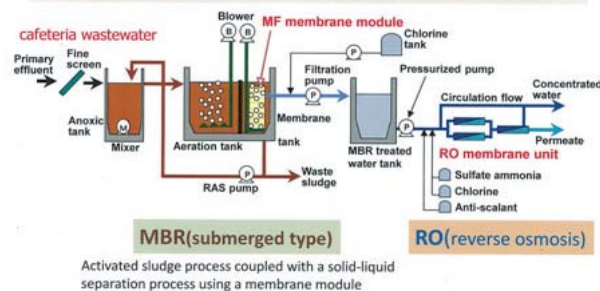 cafeteria wastewater
Primary
effluent
Fine
screen
Blower
B
B
MF membrane module
Chlorine
tank
P
Filtration
pump
P
Pressurized pump
Circulation flow
Concentrated
water
Anoxic
tank
M
Mixer
Aeration tank
Membrane
tank
MBR treated
water tank
P
RO membrane unit
Permeate
P
RAS pump
Waste
sludge
Sulfate ammonia
Chlorine
Anti-scalant
MBR(submerged type)
RO(reverse osmosis)
Activated sludge process coupled with a solid-liquid
separation process using a membrane module